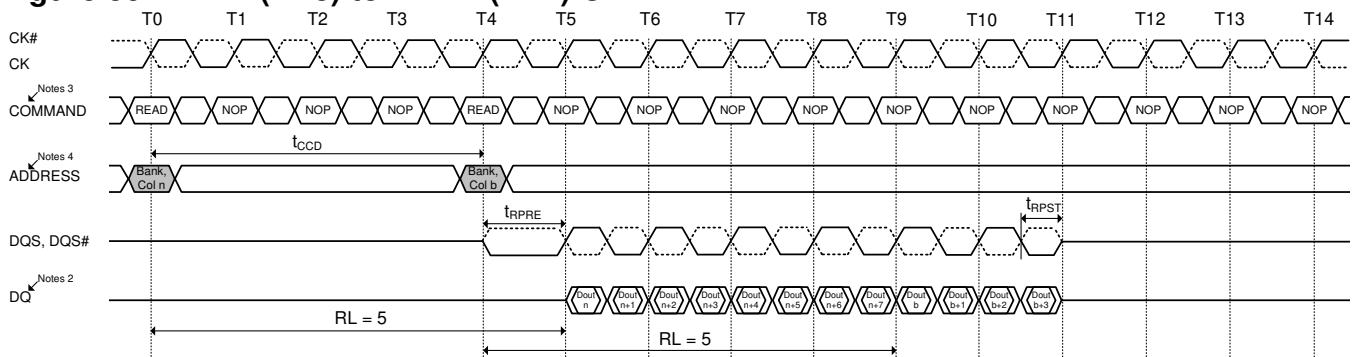 T0 T1 T2 T3 T4 T5 T6 T7 T8 T9 T10 T11 T12 T13 T14
CK#
CK
Notes 3
COMMAND READ NOP NOP NOP READ NOP NOP NOP NOP NOP NOP NOP NOP NOP NOP
tCCD
Notes 4
ADDRESS Bank, Col n Bank, Col b
tRPRE tRPST
DQS, DQS#
Notes 2
DQ Dout n Dout n+1 Dout n+2 Dout n+3 Dout n+4 Dout n+5 Dout n+6 Dout n+7 Dout b Dout b+1 Dout b+2 Dout b+3
RL = 5
RL = 5